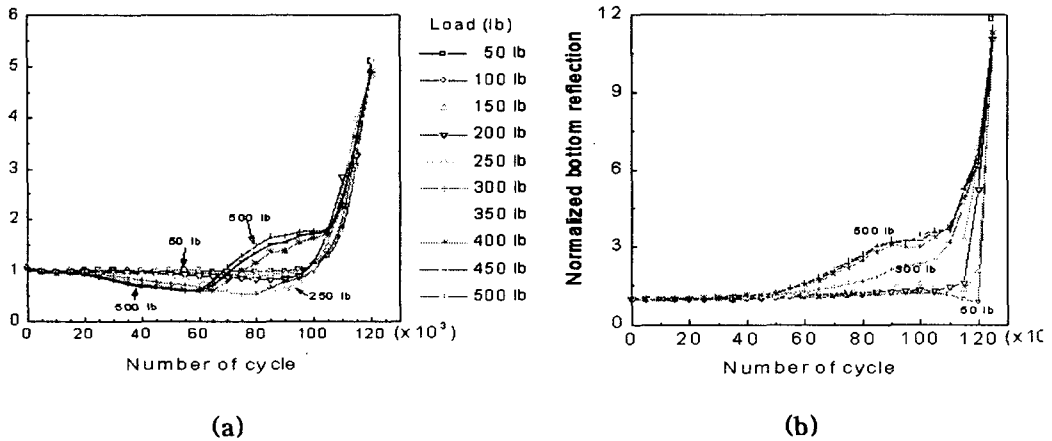 6
5
4
3
2
1
0
500 lb
50 lb
500 lb
250 lb
0 20 40 60 80 100 120 (× 10³)
Number of cycle
(a)
Load (lb)
50 lb
100 lb
150 lb
200 lb
250 lb
300 lb
350 lb
400 lb
450 lb
500 lb
Normalized bottom reflection
12
9
6
3
0
500 lb
300 lb
50 lb
0 20 40 60 80 100 120 (× 10
Number of cycle
(b)